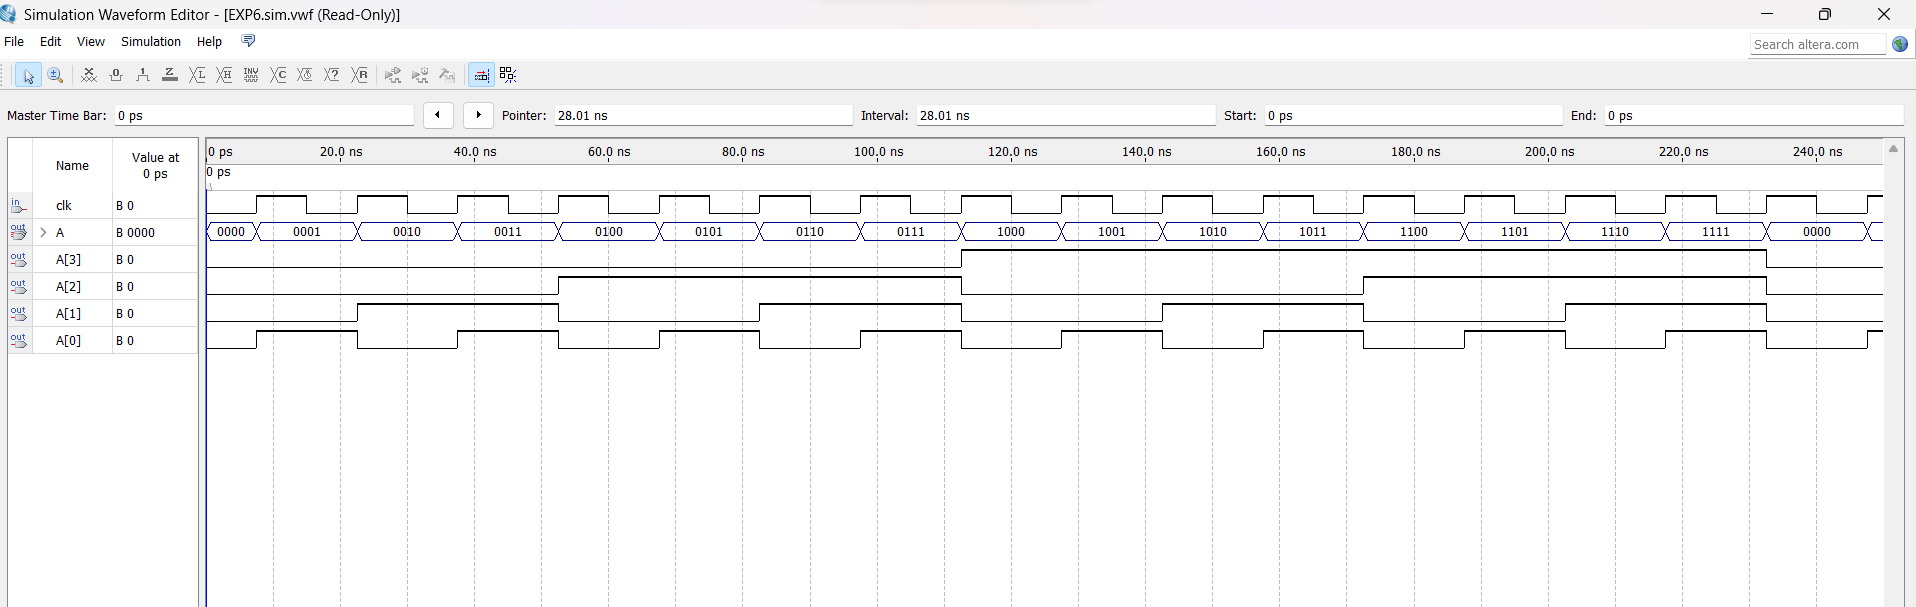 Simulation Waveform Editor - [EXP6.sim.vwf (Read-Only)]
File Edit View Simulation Help
Search altera.com
Master Time Bar: 0 ps Pointer: 28.01 ns Interval: 28.01 ns Start: 0 ps End: 0 ps
Name Value at 0 ps
0 ps 20.0 ns 40.0 ns 60.0 ns 80.0 ns 100.0 ns 120.0 ns 140.0 ns 160.0 ns 180.0 ns 200.0 ns 220.0 ns 240.0 ns
0 ps
in clk B 0
out A B 0000 0000 0001 0010 0011 0100 0101 0110 0111 1000 1001 1010 1011 1100 1101 1110 1111 0000
out A[3] B 0
out A[2] B 0
out A[1] B 0
out A[0] B 0